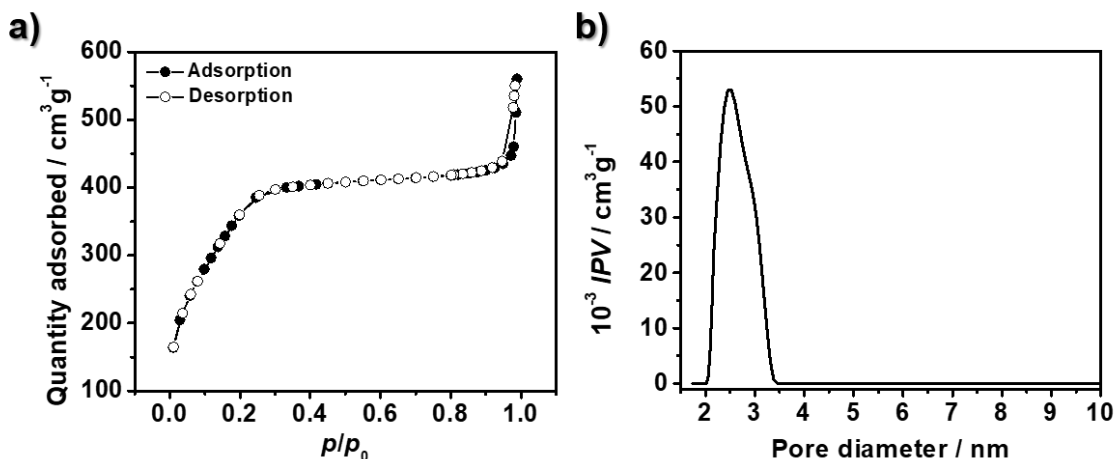 a)
600
500
400
300
200
100
Quantity adsorbed / cm³g⁻¹
Adsorption
Desorption
0.0 0.2 0.4 0.6 0.8 1.0
p/p₀
b)
60
50
40
30
20
10
0
10⁻³ IPV / cm³g⁻¹
2 3 4 5 6 7 8 9 10
Pore diameter / nm